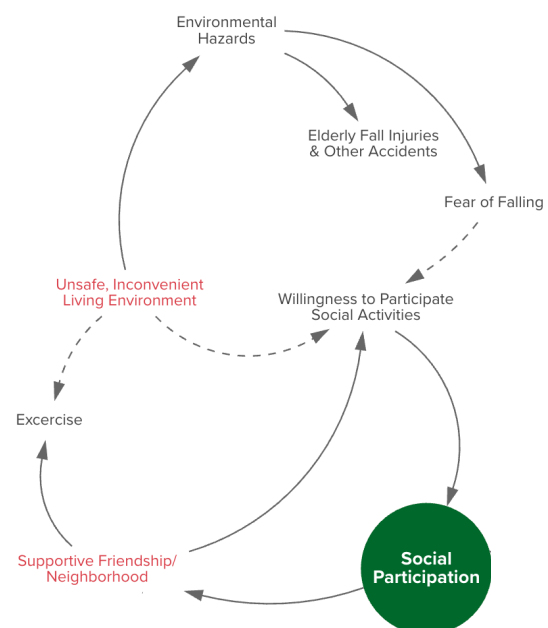 Environmental
Hazards
Elderly Fall Injuries
& Other Accidents
Fear of Falling
Unsafe, Inconvenient
Living Environment
Willingness to Participate
Social Activities
Excercise
Supportive Friendship/
Neighborhood
Social
Participation